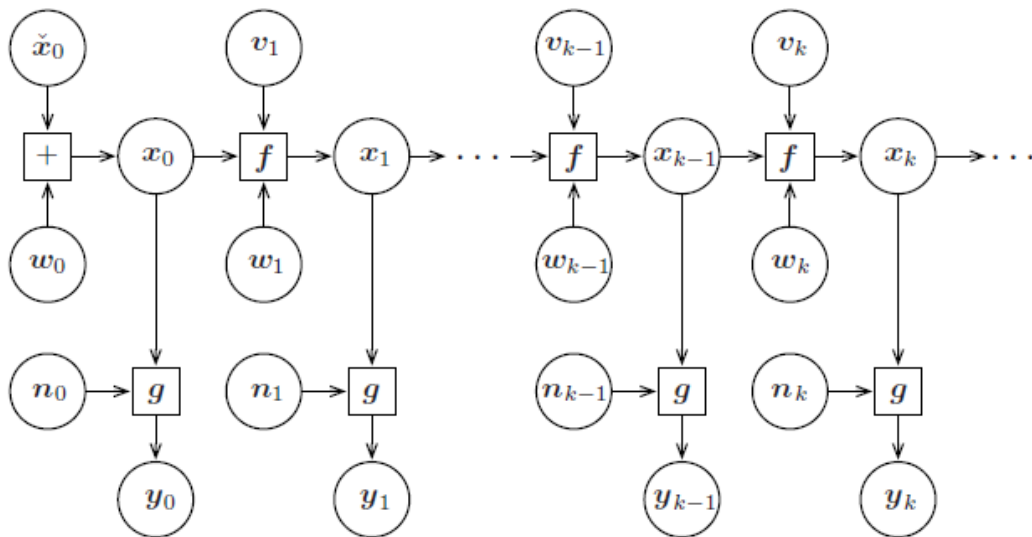 x̌₀ v₁ vₖ₋₁ vₖ
+ x₀ f x₁ ··· f xₖ₋₁ f xₖ ···
w₀ w₁ wₖ₋₁ wₖ
n₀ g n₁ g nₖ₋₁ g nₖ g
y₀ y₁ yₖ₋₁ yₖ